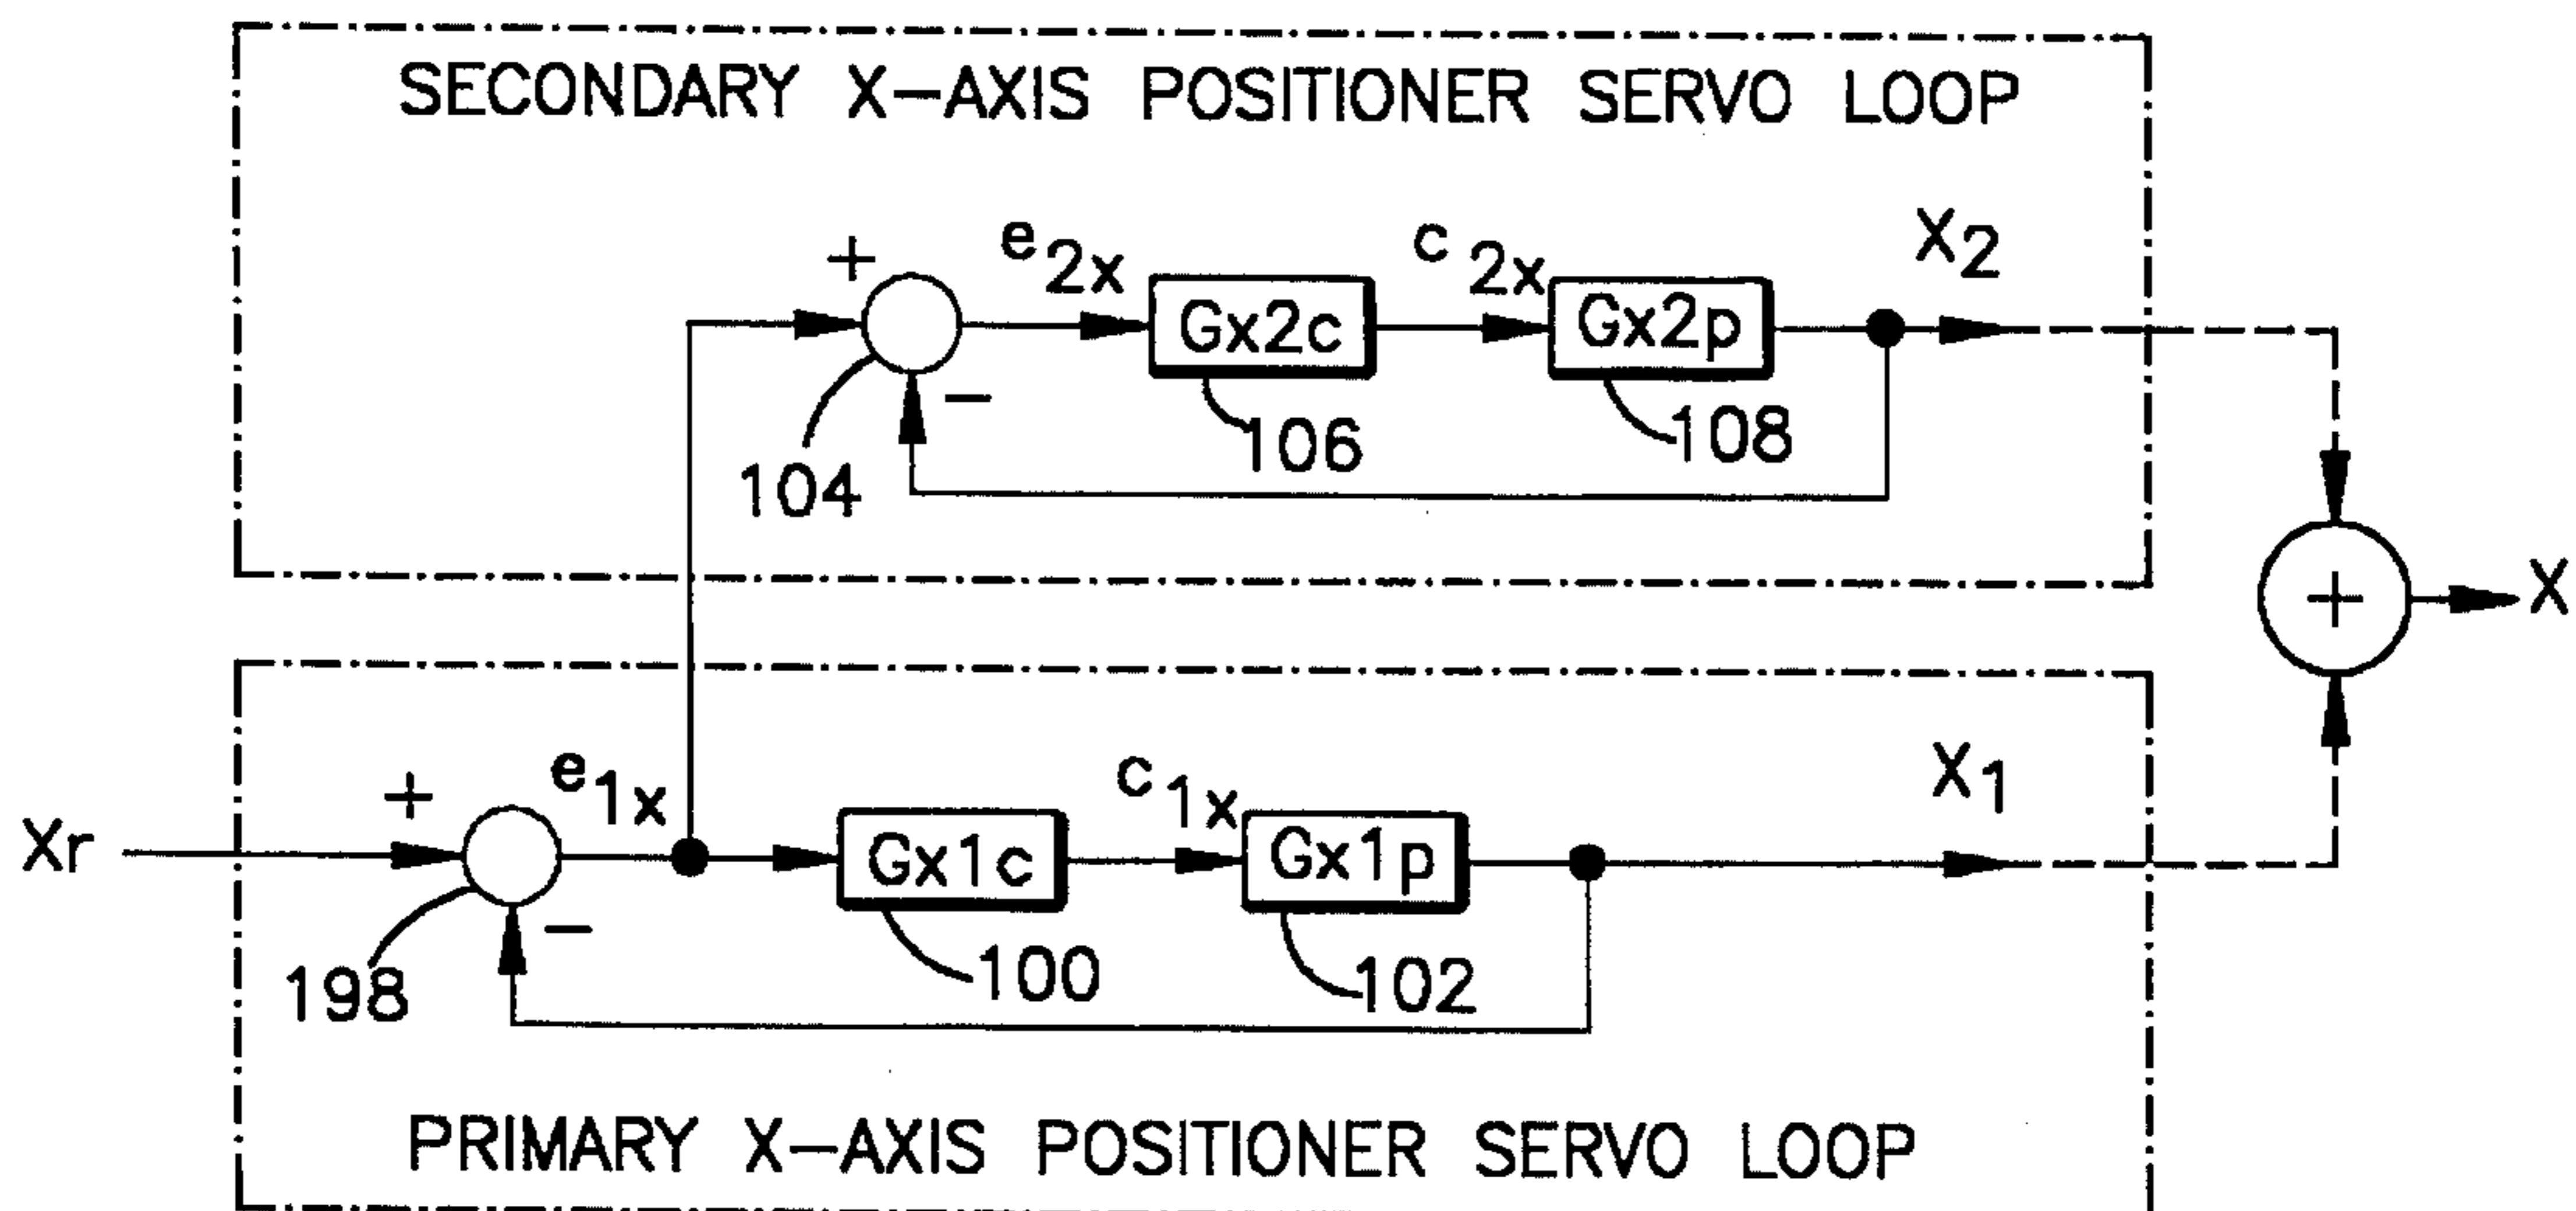 SECONDARY X-AXIS POSITIONER SERVO LOOP
+ e2x c2x X2
Gx2c Gx2p
-
104 106 108
+ X
+ e1x c1x X1
Xr Gx1c Gx1p
-
198 100 102
PRIMARY X-AXIS POSITIONER SERVO LOOP